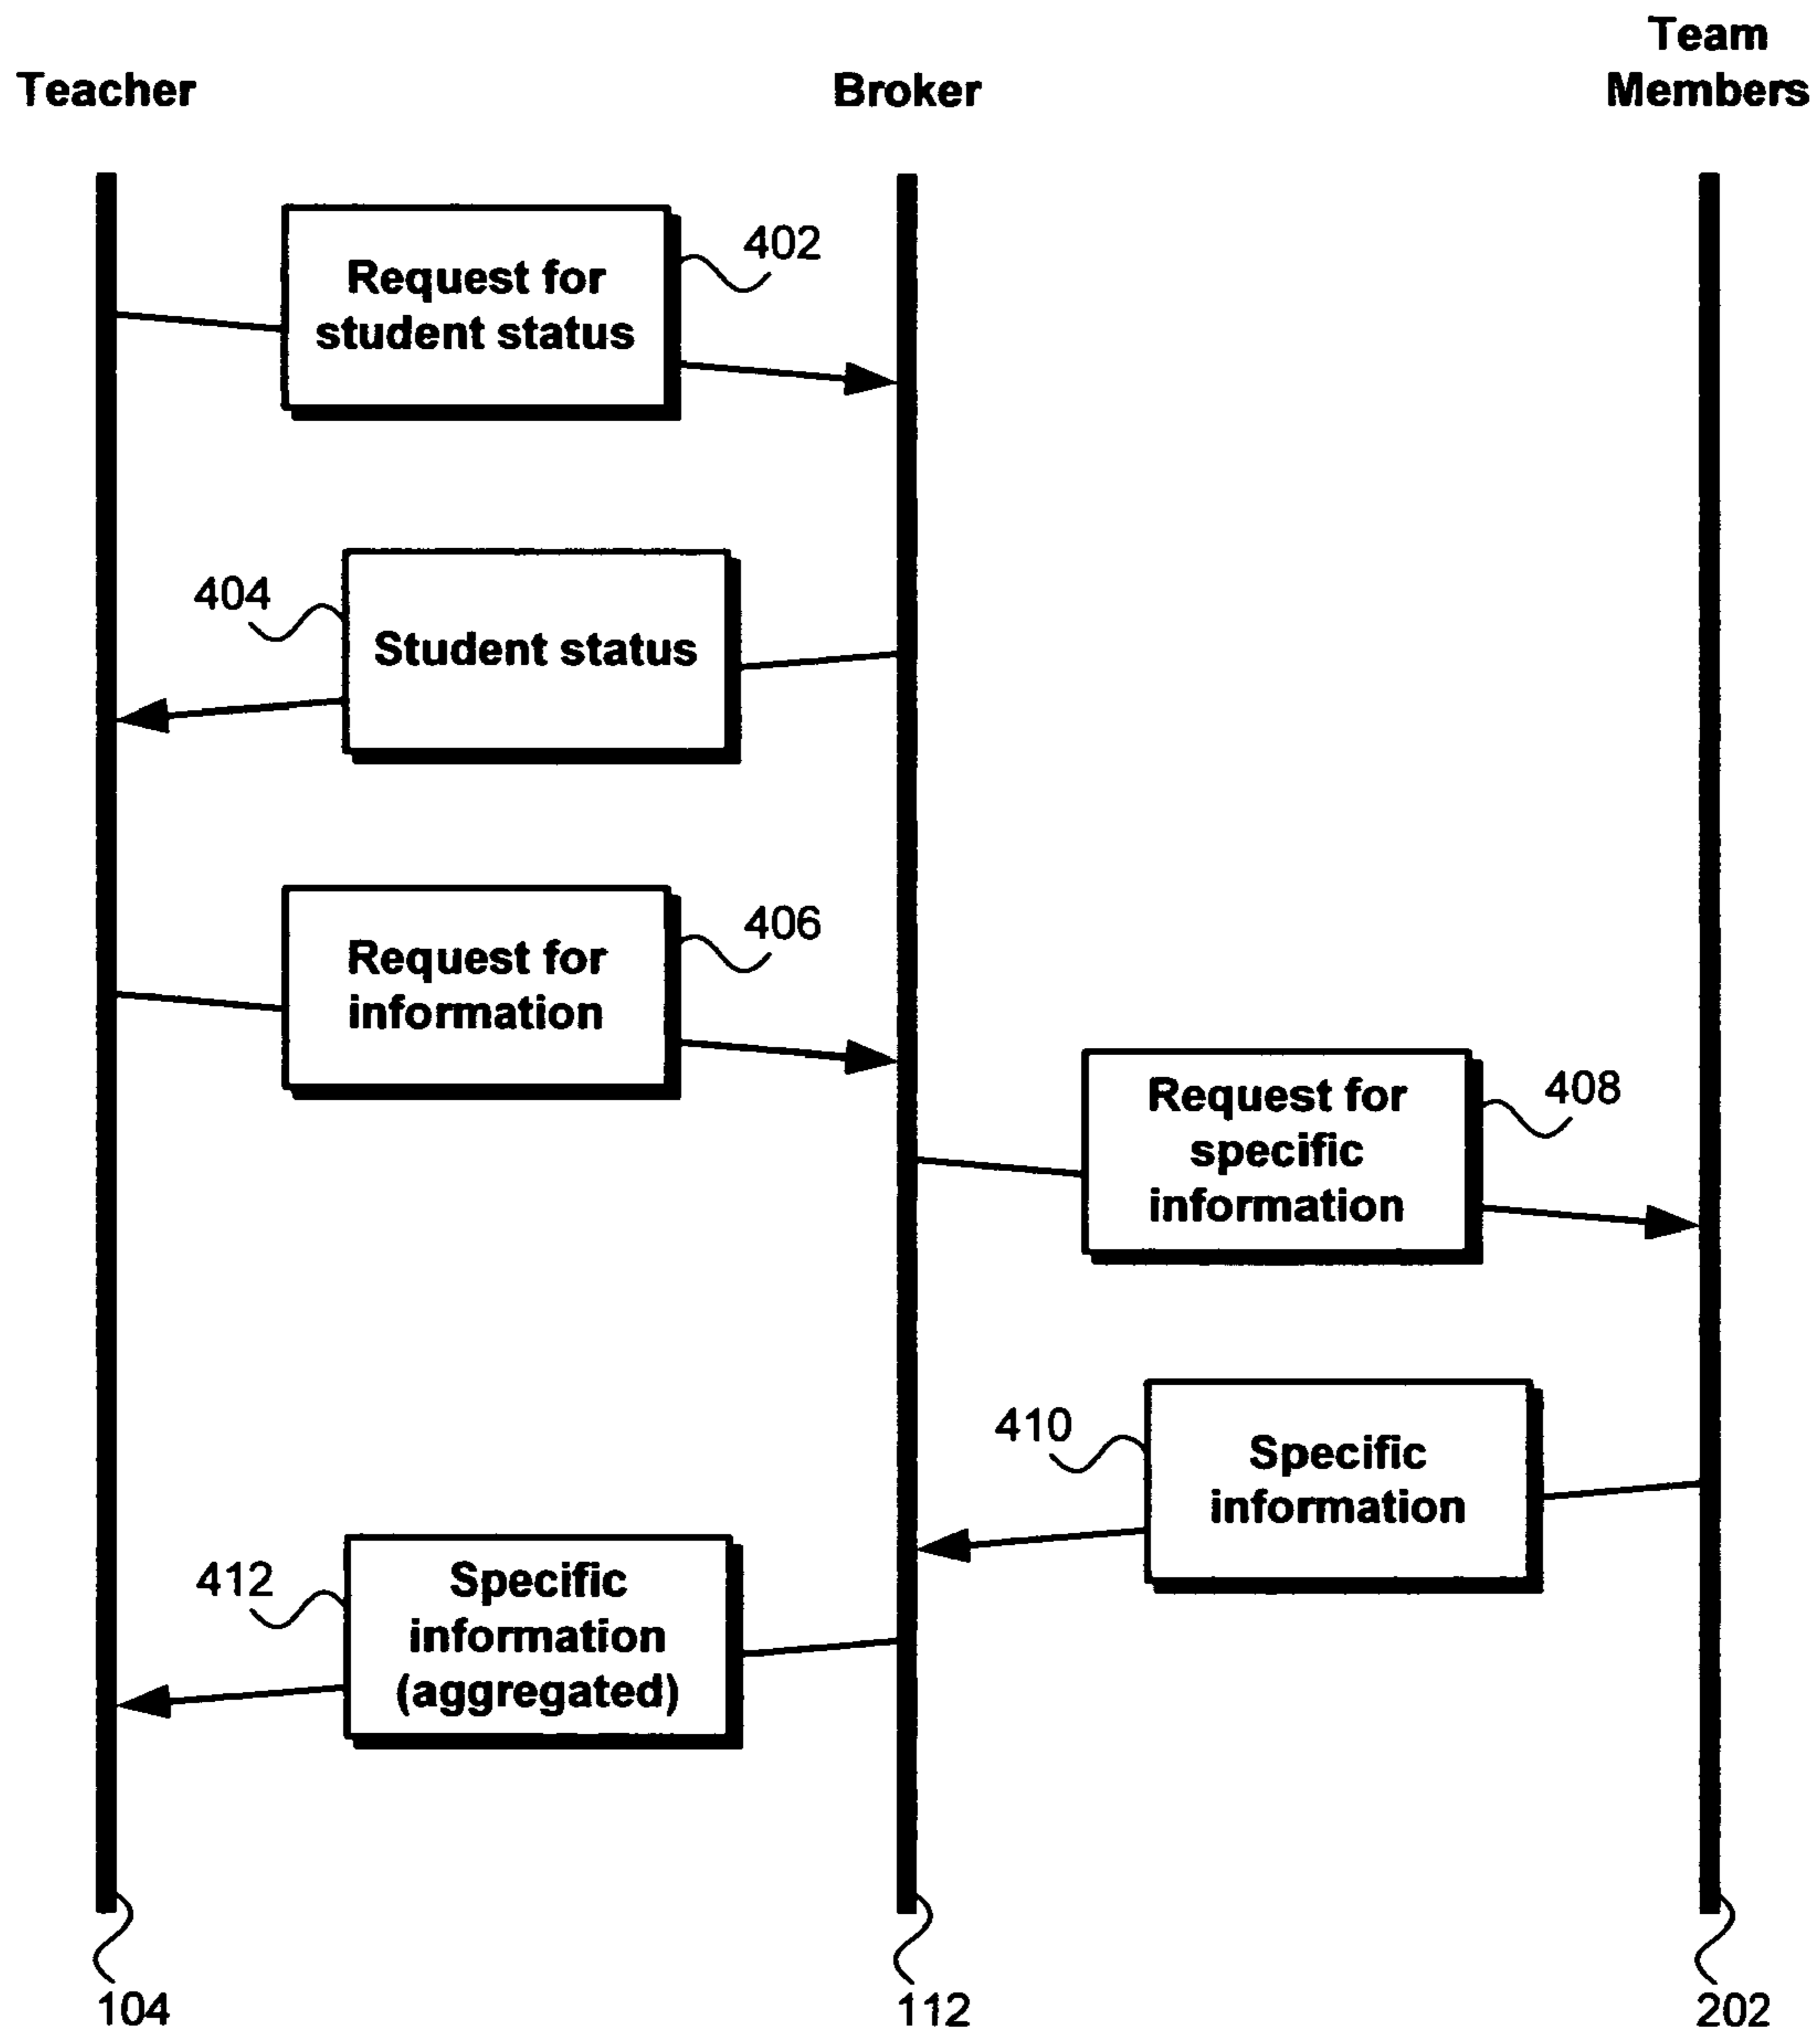 Teacher
Broker
Team
Members
Request for
student status
402
404
Student status
Request for
information
406
Request for
specific
information
408
410
Specific
information
412
Specific
information
(aggregated)
104
112
202